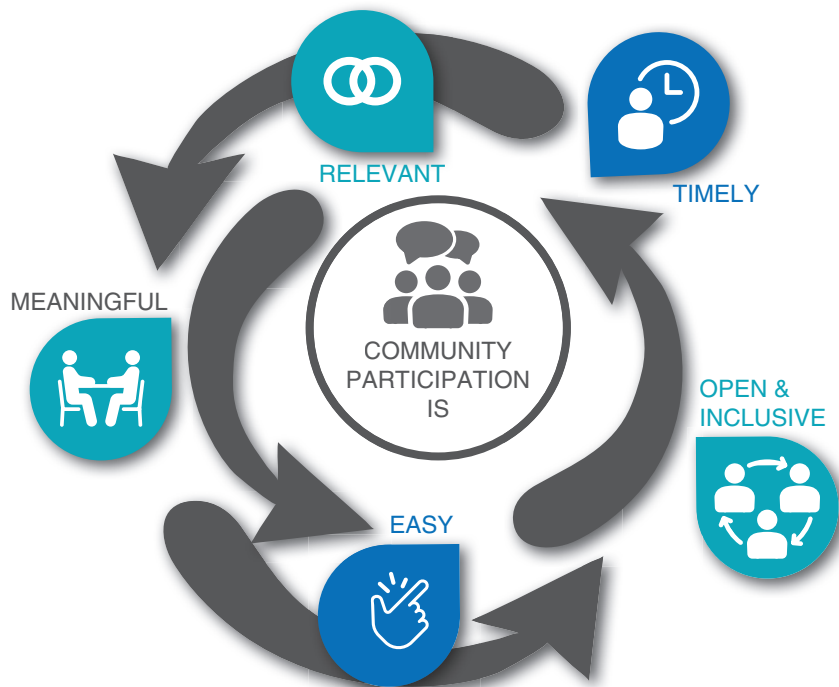 RELEVANT
TIMELY
MEANINGFUL
COMMUNITY
PARTICIPATION
IS
OPEN &
INCLUSIVE
EASY